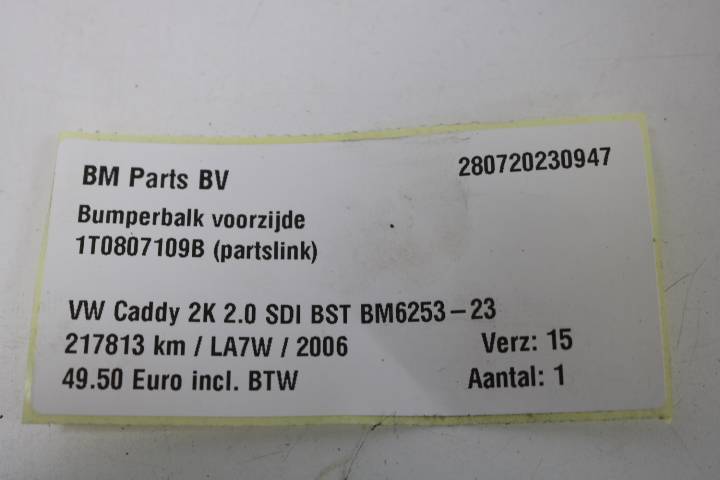 BM Parts BV 280720230947
Bumperbalk voorzijde
1T0807109B (partslink)
VW Caddy 2K 2.0 SDI BST BM6253-23
217813 km / LA7W / 2006 Verz: 15
49.50 Euro incl. BTW Aantal: 1